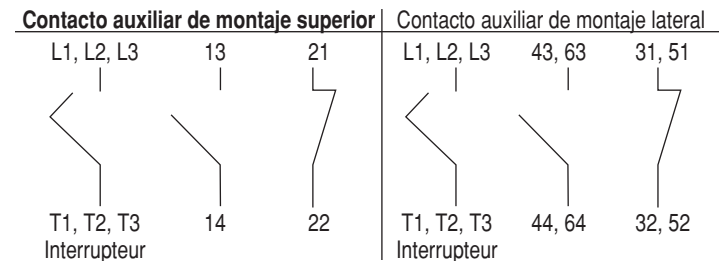 Contacto auxiliar de montaje superior
L1, L2, L3 13 21
T1, T2, T3 14 22
Interrupteur
Contacto auxiliar de montaje lateral
L1, L2, L3 43, 63 31, 51
T1, T2, T3 44, 64 32, 52
Interrupteur